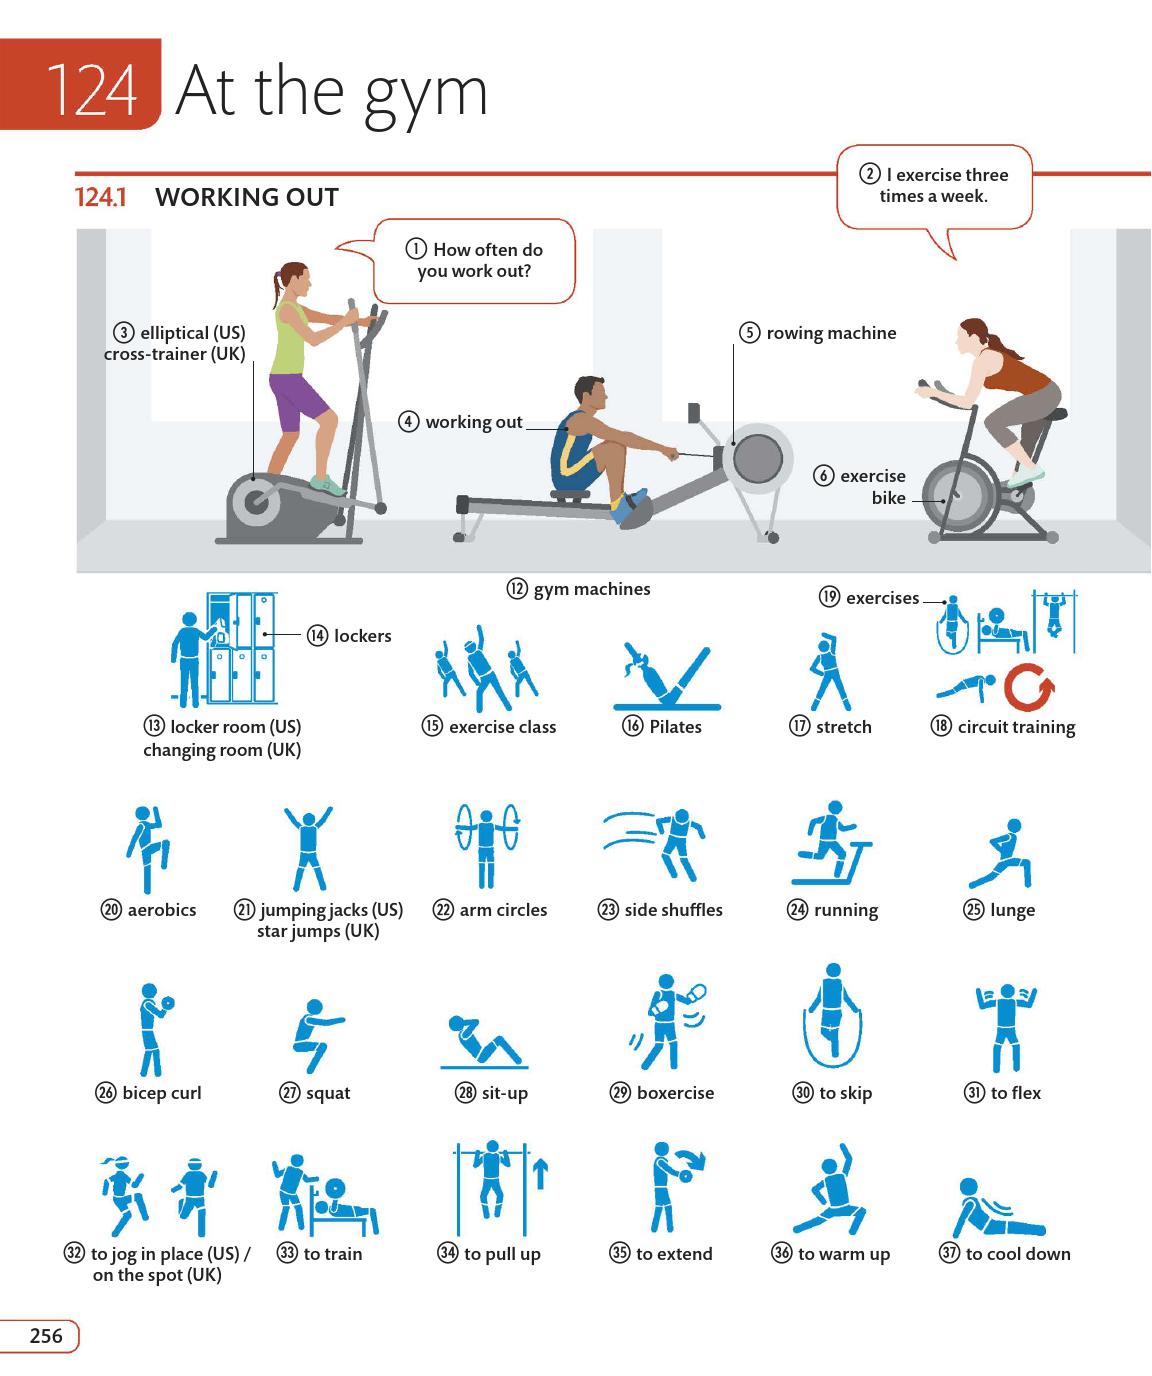 124 At the gym
124.1 WORKING OUT
② I exercise three
times a week.
① How often do
you work out?
③ elliptical (US)
cross-trainer (UK)
⑤ rowing machine
④ working out
⑥ exercise
bike
⑫ gym machines
⑲ exercises
⑭ lockers
⑬ locker room (US)
changing room (UK)
⑮ exercise class
⑯ Pilates
⑰ stretch
⑱ circuit training
⑳ aerobics
㉑ jumping jacks (US)
star jumps (UK)
㉒ arm circles
㉓ side shuffles
㉔ running
㉕ lunge
㉖ bicep curl
㉗ squat
㉘ sit-up
㉙ boxercise
㉚ to skip
㉛ to flex
㉜ to jog in place (US) /
on the spot (UK)
㉝ to train
㉞ to pull up
㉟ to extend
㊱ to warm up
㊲ to cool down
256